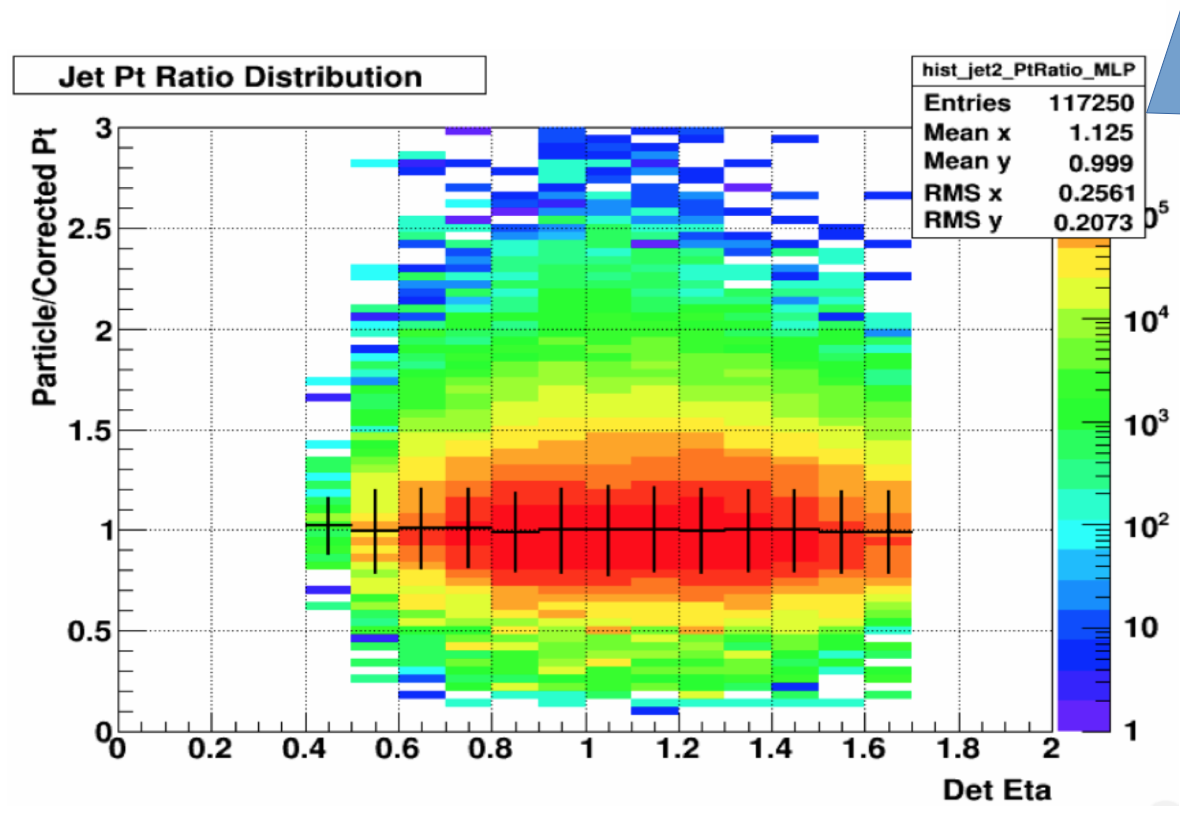 Jet Pt Ratio Distribution
hist_jet2_PtRatio_MLP
Entries 117250
Mean x 1.125
Mean y 0.999
RMS x 0.2561
RMS y 0.2073
Particle/Corrected Pt
3
2.5
2
1.5
1
0.5
0
0 0.2 0.4 0.6 0.8 1 1.2 1.4 1.6 1.8 2
Det Eta
0⁵
10⁴
10³
10²
10
1